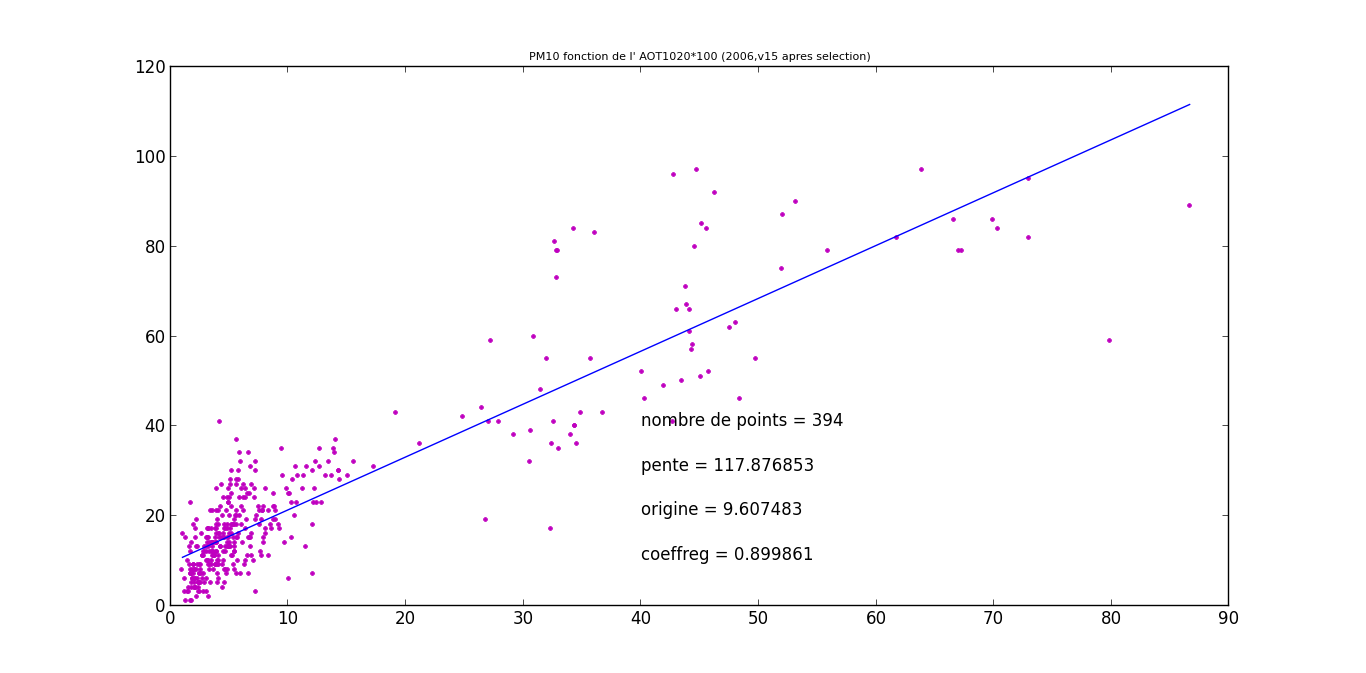 PM10 fonction de l' AOT1020*100 (2006,v15 apres selection)
120
100
80
60
40
20
0
nombre de points = 394
pente = 117.876853
origine = 9.607483
coeffreg = 0.899861
0 10 20 30 40 50 60 70 80 90